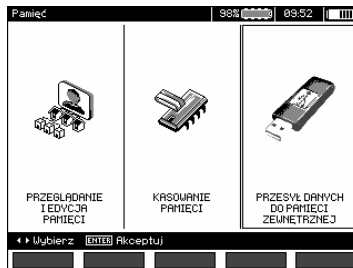 Pamięć 98% 09:52
PRZEGLĄDANIE
I EDYCJA
PAMIĘCI
KASOWANIE
PAMIĘCI
PRZESYŁ DANYCH
DO PAMIĘCI
ZEWNĘTRZNEJ
Wybierz ENTER Akceptuj